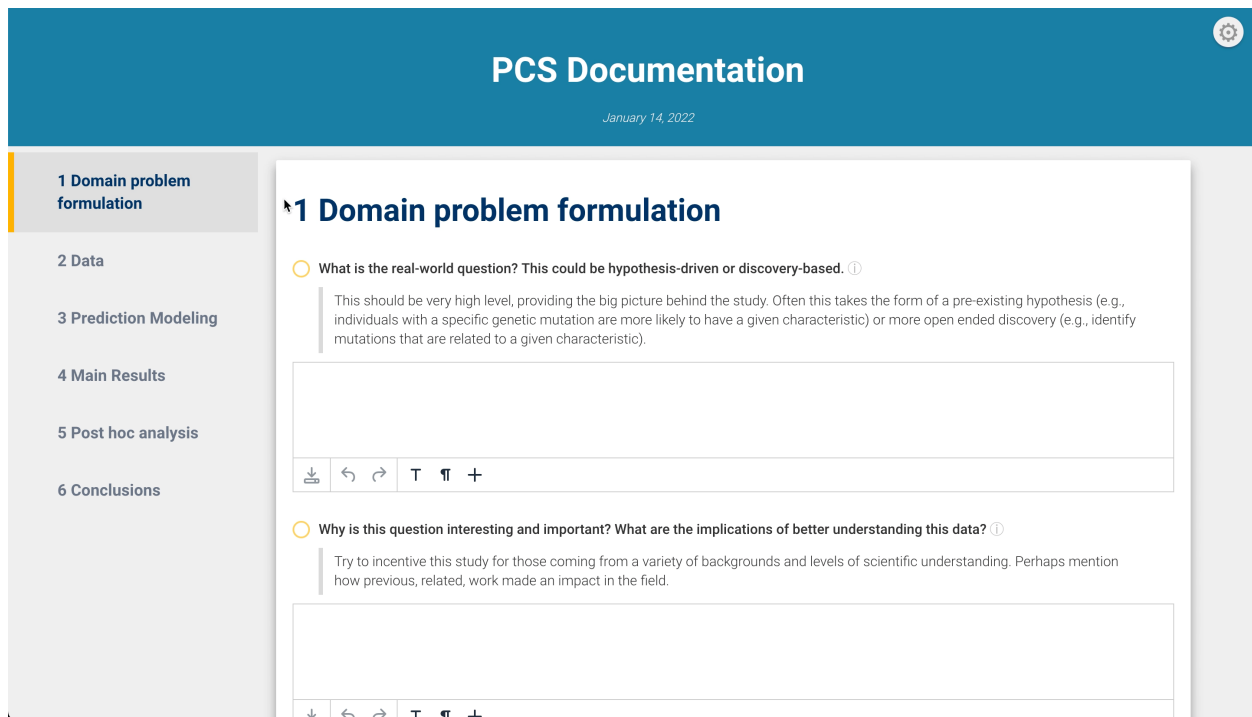 PCS Documentation
January 14, 2022
1 Domain problem
formulation
2 Data
3 Prediction Modeling
4 Main Results
5 Post hoc analysis
6 Conclusions
1 Domain problem formulation
What is the real-world question? This could be hypothesis-driven or discovery-based.
This should be very high level, providing the big picture behind the study. Often this takes the form of a pre-existing hypothesis (e.g.,
individuals with a specific genetic mutation are more likely to have a given characteristic) or more open ended discovery (e.g., identify
mutations that are related to a given characteristic).
Why is this question interesting and important? What are the implications of better understanding this data?
Try to incentive this study for those coming from a variety of backgrounds and levels of scientific understanding. Perhaps mention
how previous, related, work made an impact in the field.